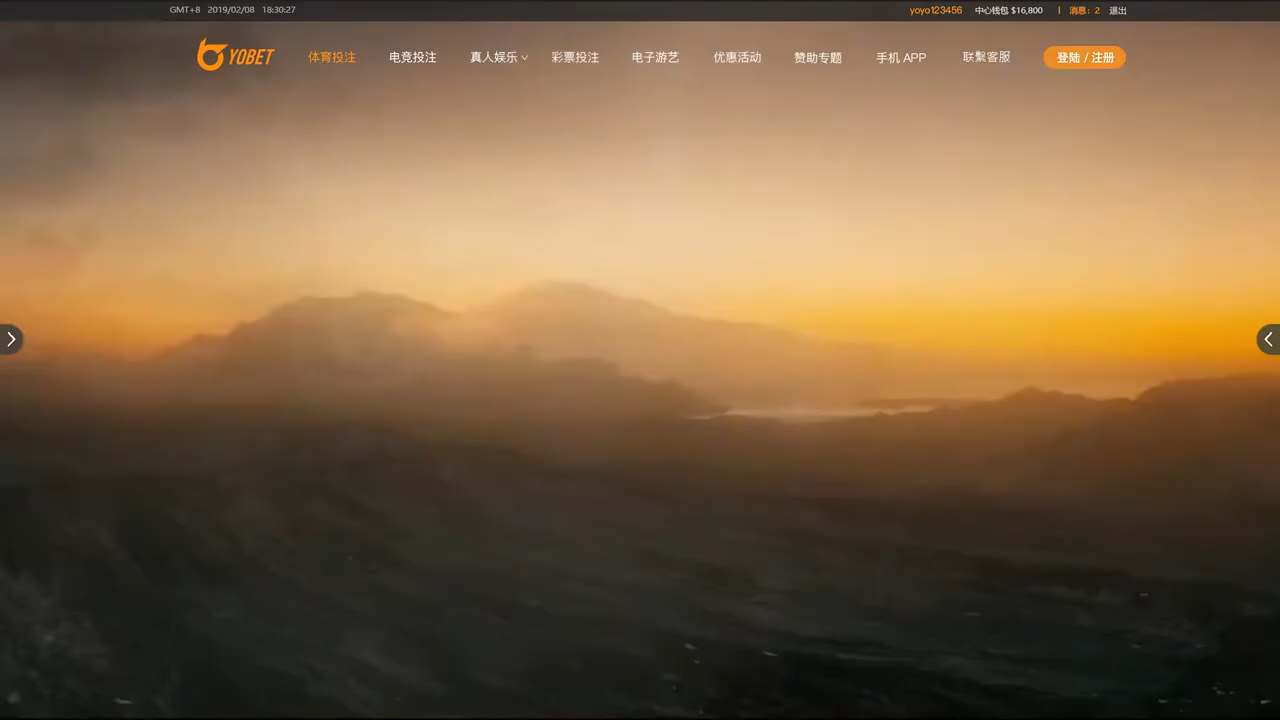 GMT+8 2019/02/08 18:30:27 yoyo123456 中心钱包 $16,800 | 消息：2 退出
YOBET 体育投注 电竞投注 真人娱乐 彩票投注 电子游艺 优惠活动 赞助专题 手机 APP 联繫客服 登陆 / 注册